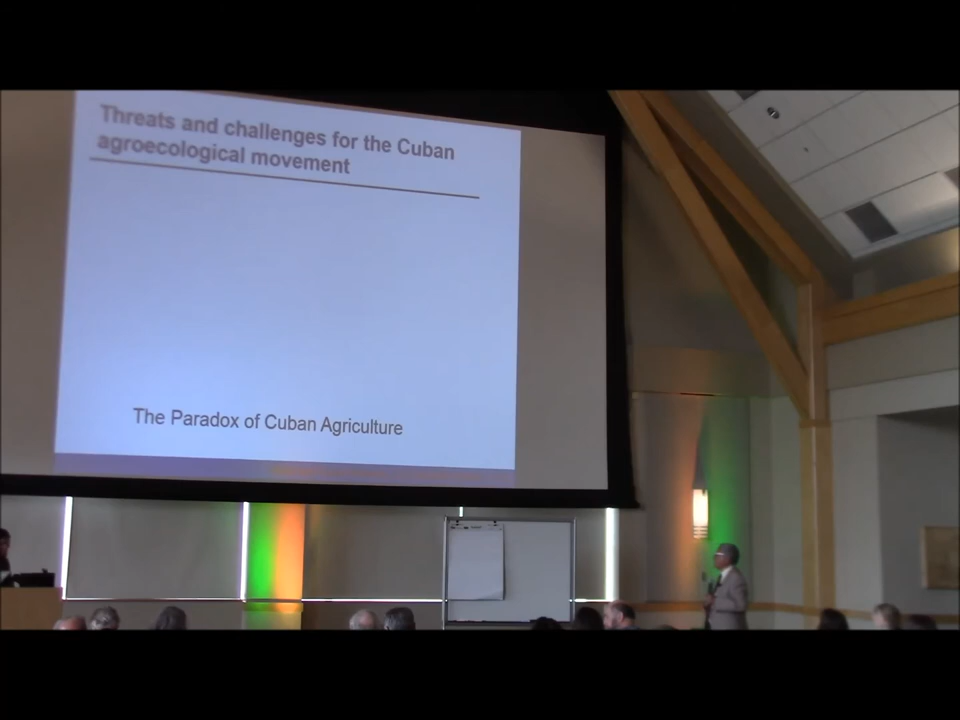 Threats and challenges for the Cuban
agroecological movement
The Paradox of Cuban Agriculture